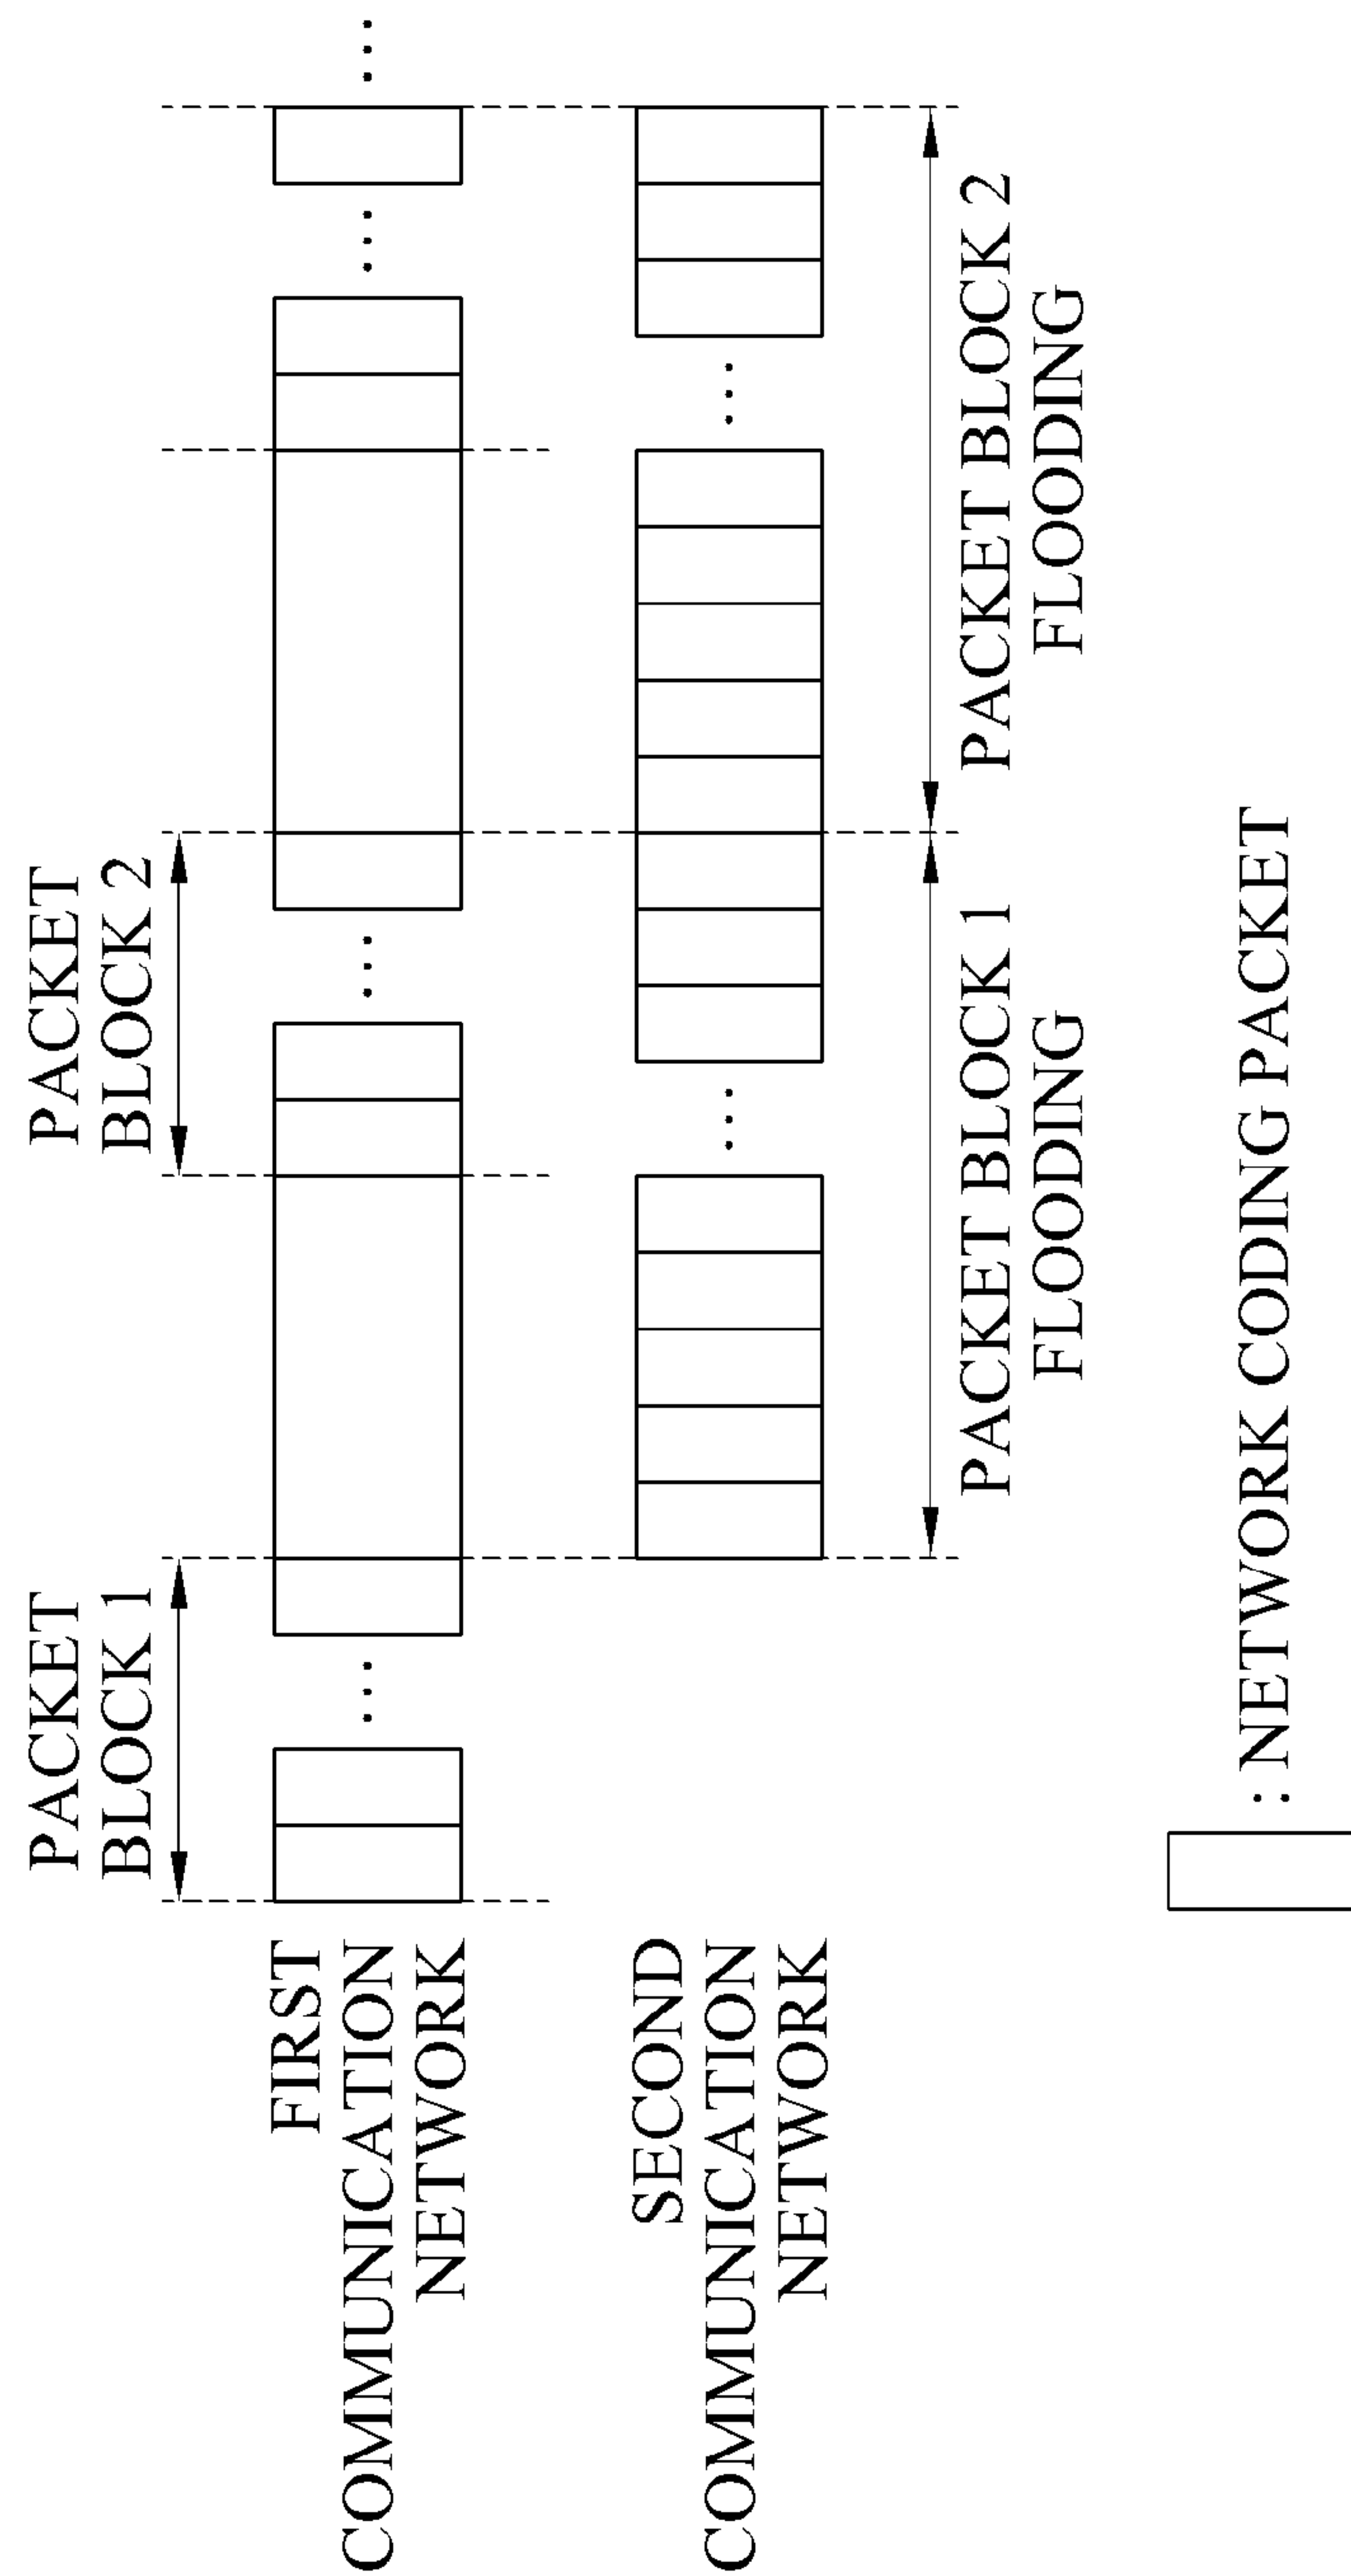 PACKET
BLOCK 1
PACKET
BLOCK 2
FIRST
COMMUNICATION
NETWORK
SECOND
COMMUNICATION
NETWORK
PACKET BLOCK 1
FLOODING
PACKET BLOCK 2
FLOODING
: NETWORK CODING PACKET